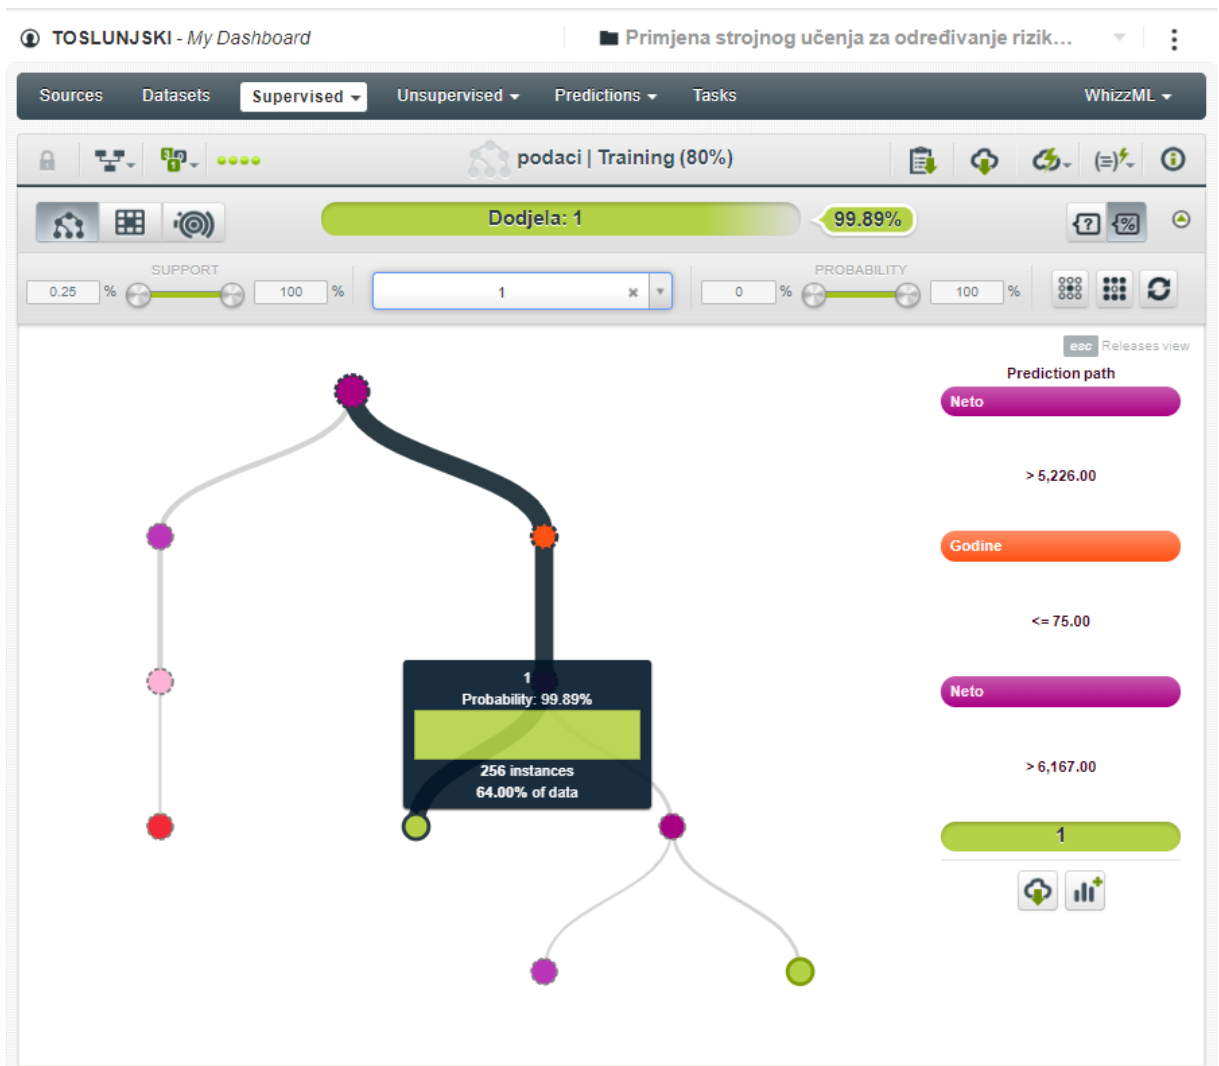 TOSLUNJSKI - My Dashboard
Primjena strojnog učenja za određivanje rizik...
Sources Datasets Supervised Unsupervised Predictions Tasks WhizzML
podaci | Training (80%)
Dodjela: 1 99.89%
SUPPORT PROBABILITY
0.25 % 100 % 1 0 % 100 %
esc Releases view
Prediction path
Neto
> 5,226.00
Godine
<= 75.00
1
Probability: 99.89%
256 instances
64.00% of data
Neto
> 6,167.00
1